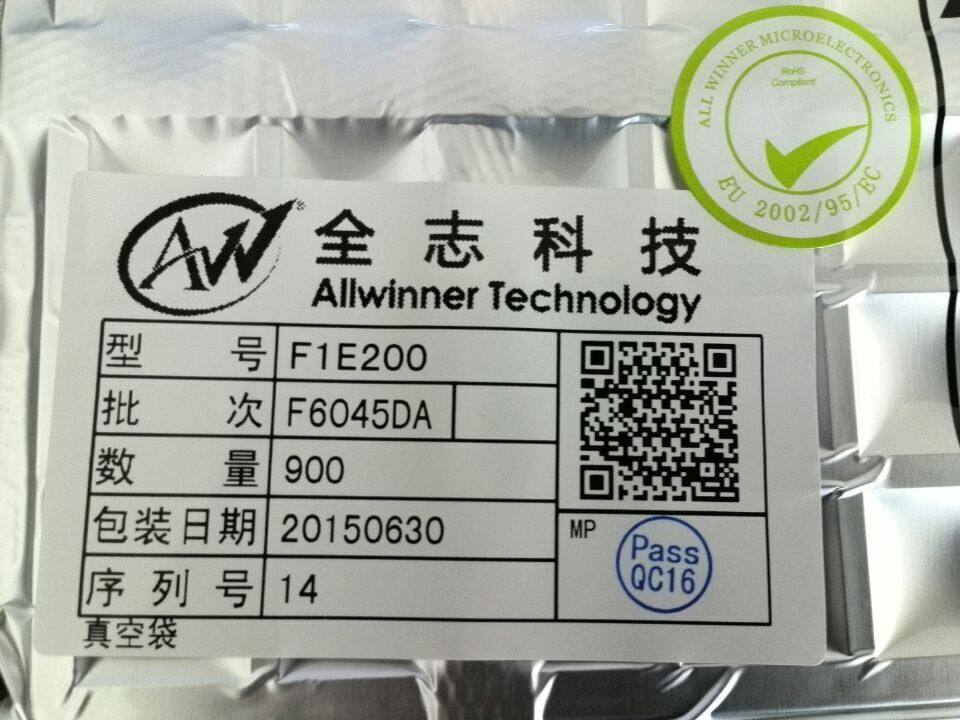 ALL WINNER MICROELECTRONICS
RoHS
Compliant
EU 2002/95/EC
AW®
全志科技
Allwinner Technology
型号 F1E200
批次 F6045DA
数量 900
包装日期 20150630
序列号 14
MP
Pass
QC16
真空袋